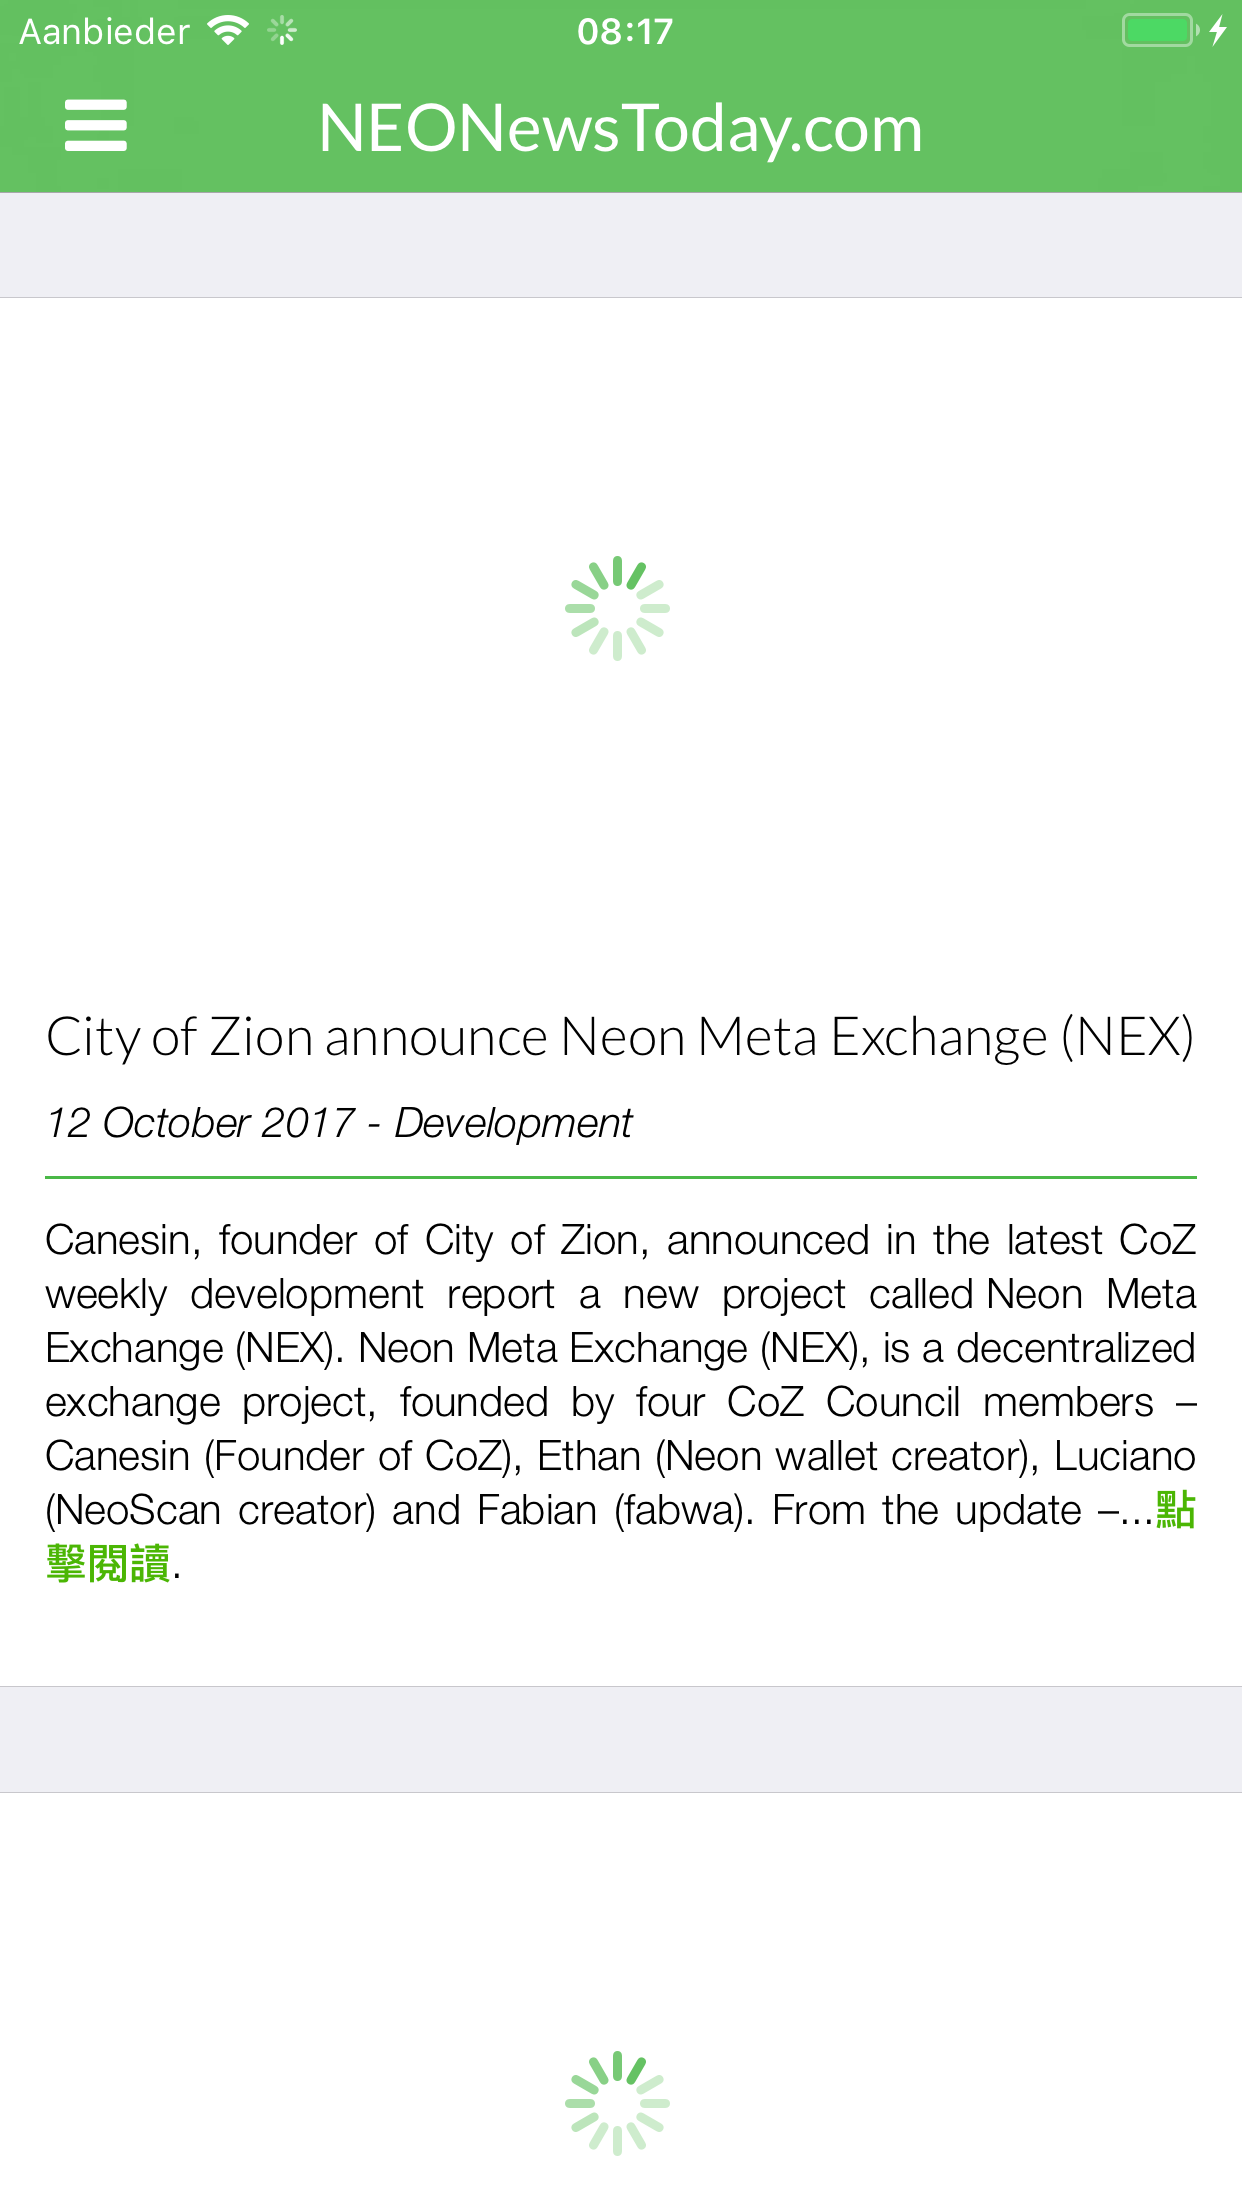 Aanbieder
08:17
NEONewsToday.com
City of Zion announce Neon Meta Exchange (NEX)
12 October 2017 - Development
Canesin, founder of City of Zion, announced in the latest CoZ
weekly development report a new project called Neon Meta
Exchange (NEX). Neon Meta Exchange (NEX), is a decentralized
exchange project, founded by four CoZ Council members –
Canesin (Founder of CoZ), Ethan (Neon wallet creator), Luciano
(NeoScan creator) and Fabian (fabwa). From the update –...點
擊閱讀.